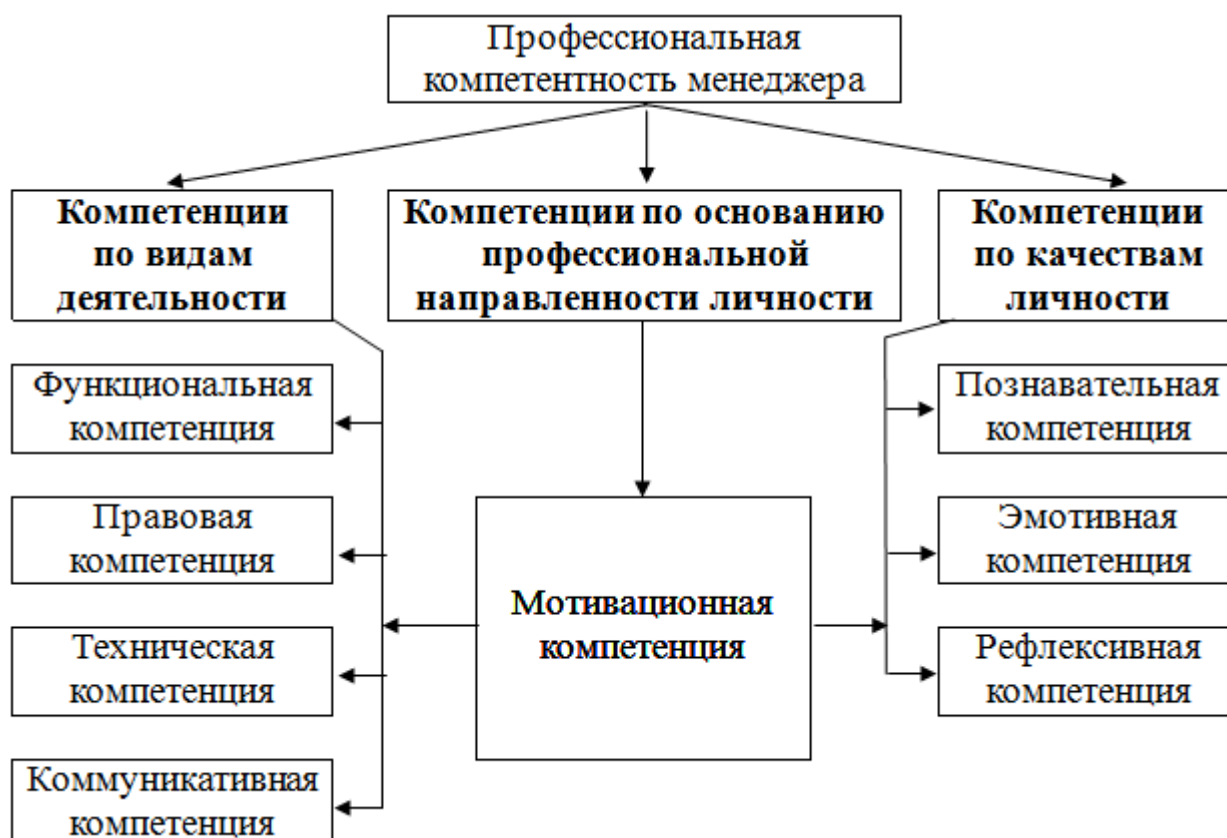 Профессиональная
компетентность менеджера
Компетенции
по видам
деятельности
Компетенции по основанию
профессиональной
направленности личности
Компетенции
по качествам
личности
Функциональная
компетенция
Правовая
компетенция
Техническая
компетенция
Коммуникативная
компетенция
Мотивационная
компетенция
Познавательная
компетенция
Эмотивная
компетенция
Рефлексивная
компетенция